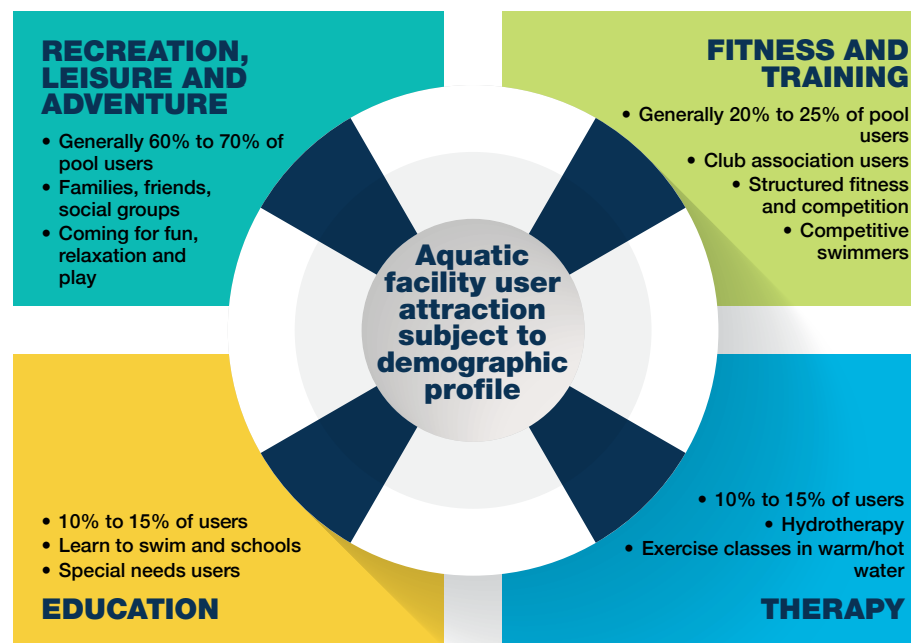 RECREATION,
LEISURE AND
ADVENTURE
• Generally 60% to 70% of
pool users
• Families, friends,
social groups
• Coming for fun,
relaxation and
play
FITNESS AND
TRAINING
• Generally 20% to 25% of pool
users
• Club association users
• Structured fitness
and competition
• Competitive
swimmers
Aquatic
facility user
attraction
subject to
demographic
profile
• 10% to 15% of users
• Learn to swim and schools
• Special needs users
EDUCATION
• 10% to 15% of users
• Hydrotherapy
• Exercise classes in warm/hot
water
THERAPY